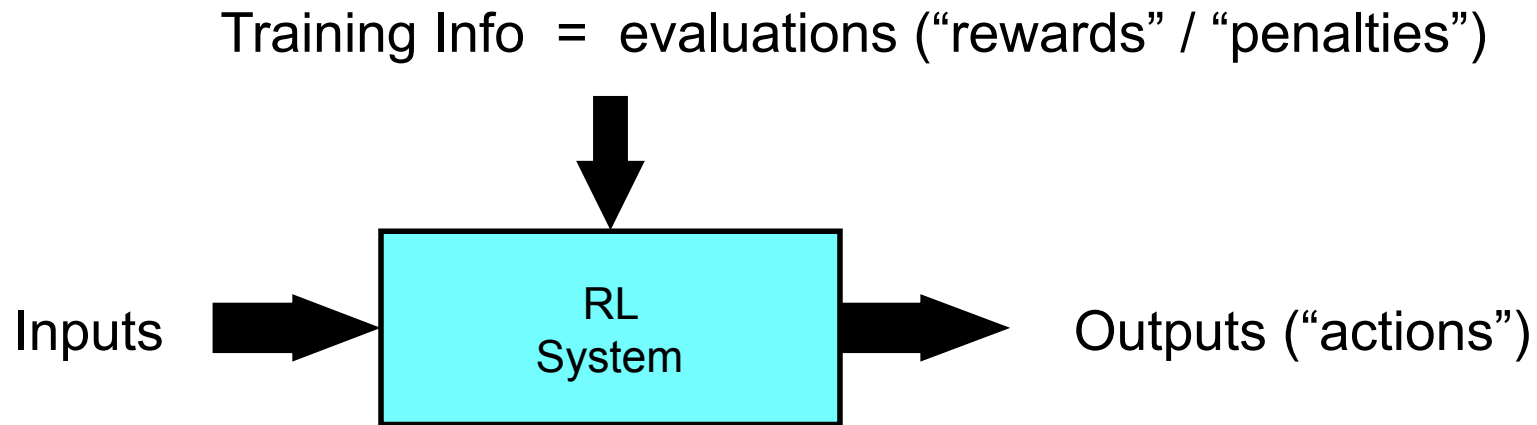 Training Info = evaluations (“rewards” / “penalties”)
RL
System
Inputs
Outputs (“actions”)